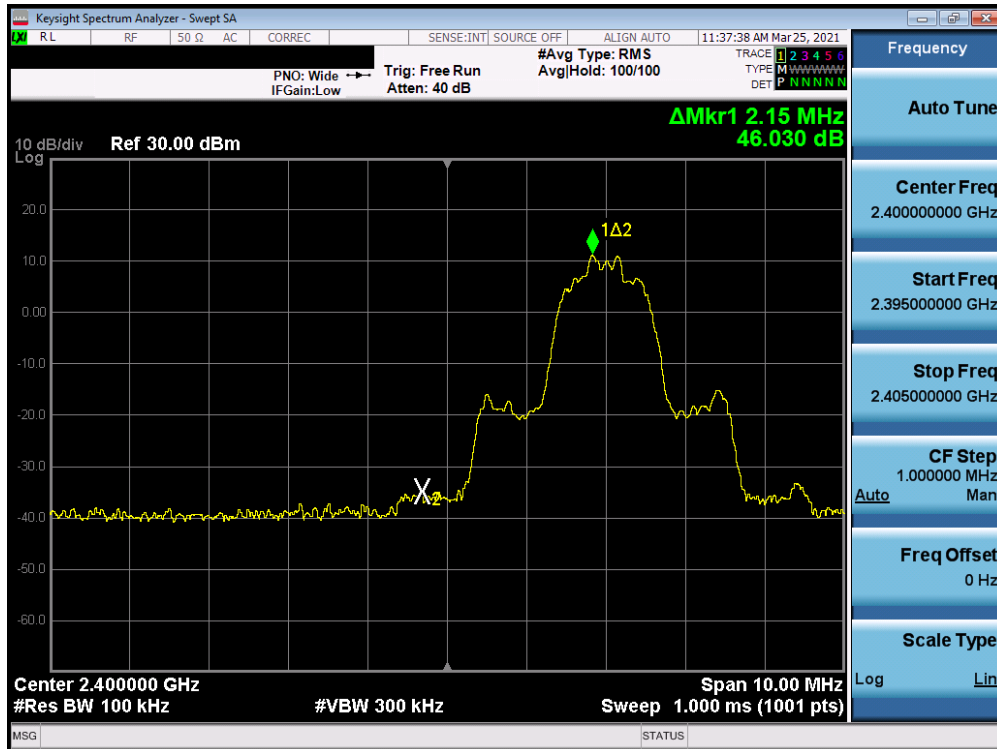 Keysight Spectrum Analyzer - Swept SA
LXI RL RF 50 Ω AC CORREC SENSE:INT SOURCE OFF ALIGN AUTO 11:37:38 AM Mar 25, 2021
PNO: Wide
IFGain:Low
Trig: Free Run
Atten: 40 dB
#Avg Type: RMS
Avg|Hold: 100/100
TRACE 1 2 3 4 5 6
TYPE M W W W W W
DET P N N N N N
ΔMkr1 2.15 MHz
46.030 dB
10 dB/div Ref 30.00 dBm
Log
20.0
10.0
0.00
-10.0
-20.0
-30.0
-40.0
-50.0
-60.0
1Δ2
X2
Center 2.400000 GHz Span 10.00 MHz
#Res BW 100 kHz #VBW 300 kHz Sweep 1.000 ms (1001 pts)
MSG STATUS
Frequency
Auto Tune
Center Freq
2.400000000 GHz
Start Freq
2.395000000 GHz
Stop Freq
2.405000000 GHz
CF Step
1.000000 MHz
Auto Man
Freq Offset
0 Hz
Scale Type
Log Lin